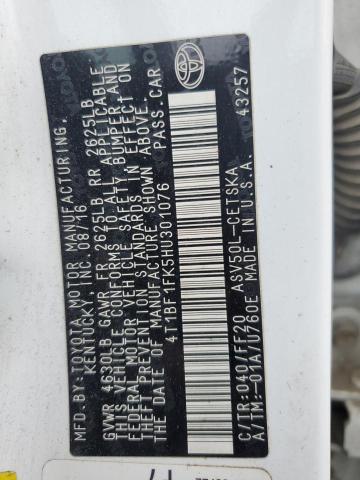 MFD.BY:TOYOTA MOTOR MANUFACTURING,
KENTUCKY, INC. 08/16
GVWR 4630LB GAWR FR 2625LB RR 2625LB
THIS VEHICLE CONFORMS TO ALL APPLICABLE
FEDERAL MOTOR VEHICLE SAFETY, BUMPER, AND
THEFT PREVENTION STANDARDS IN EFFECT ON
THE DATE OF MANUFACTURE SHOWN ABOVE.
4T1BF1FK5HU301076 PASS.CAR
C/TR:040/FF20 ASV50L-CETSKA
A/TM:-01A/U760E MADE IN U.S.A. 43257